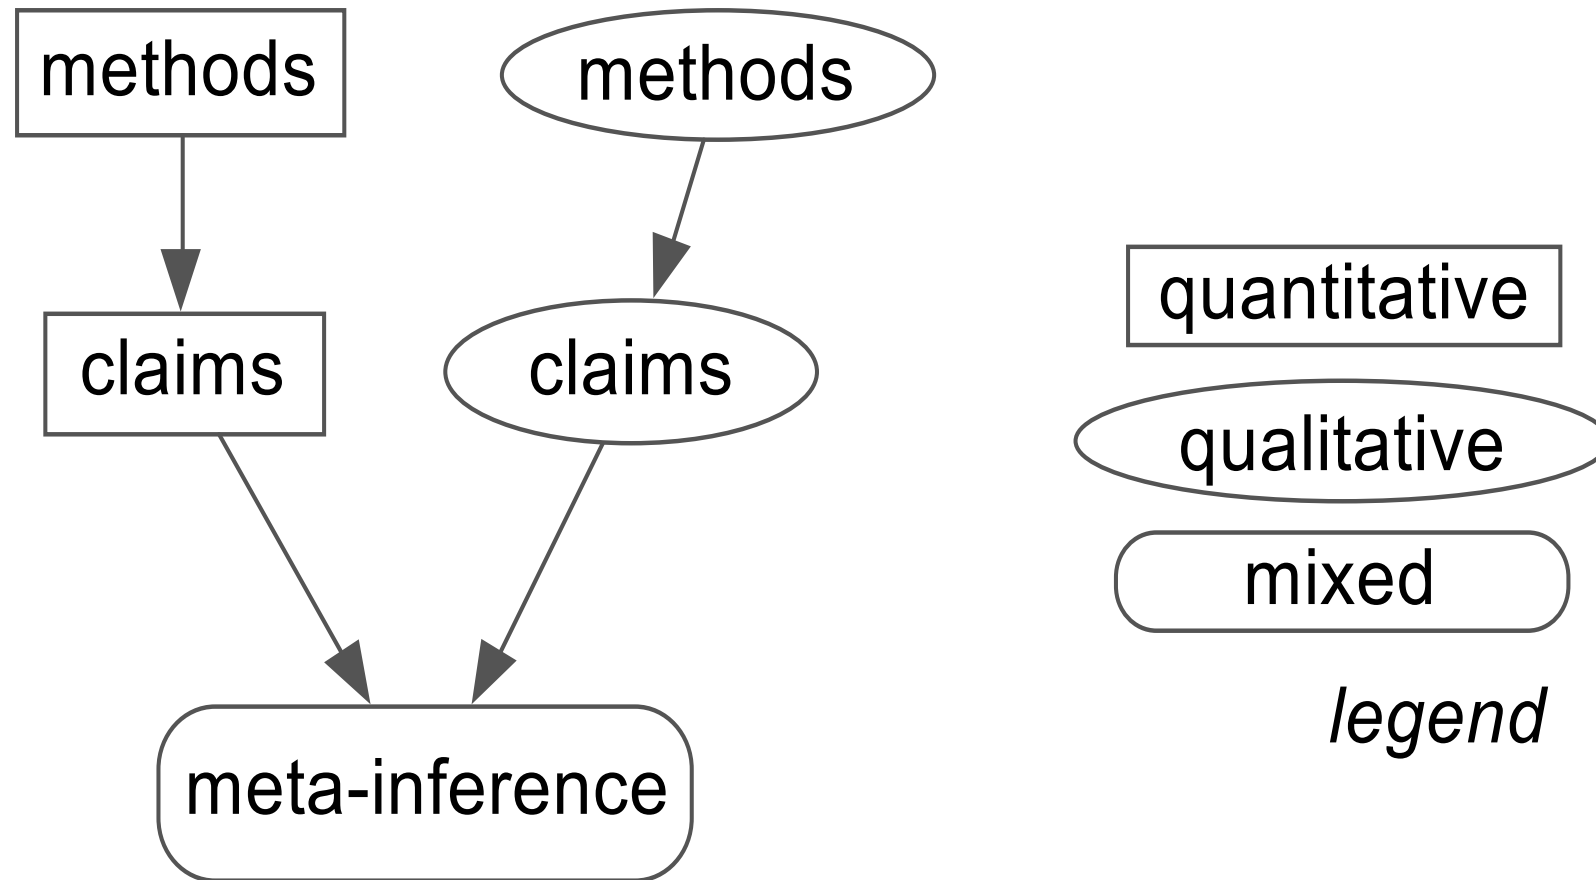 methods
methods
claims
claims
meta-inference
quantitative
qualitative
mixed
legend